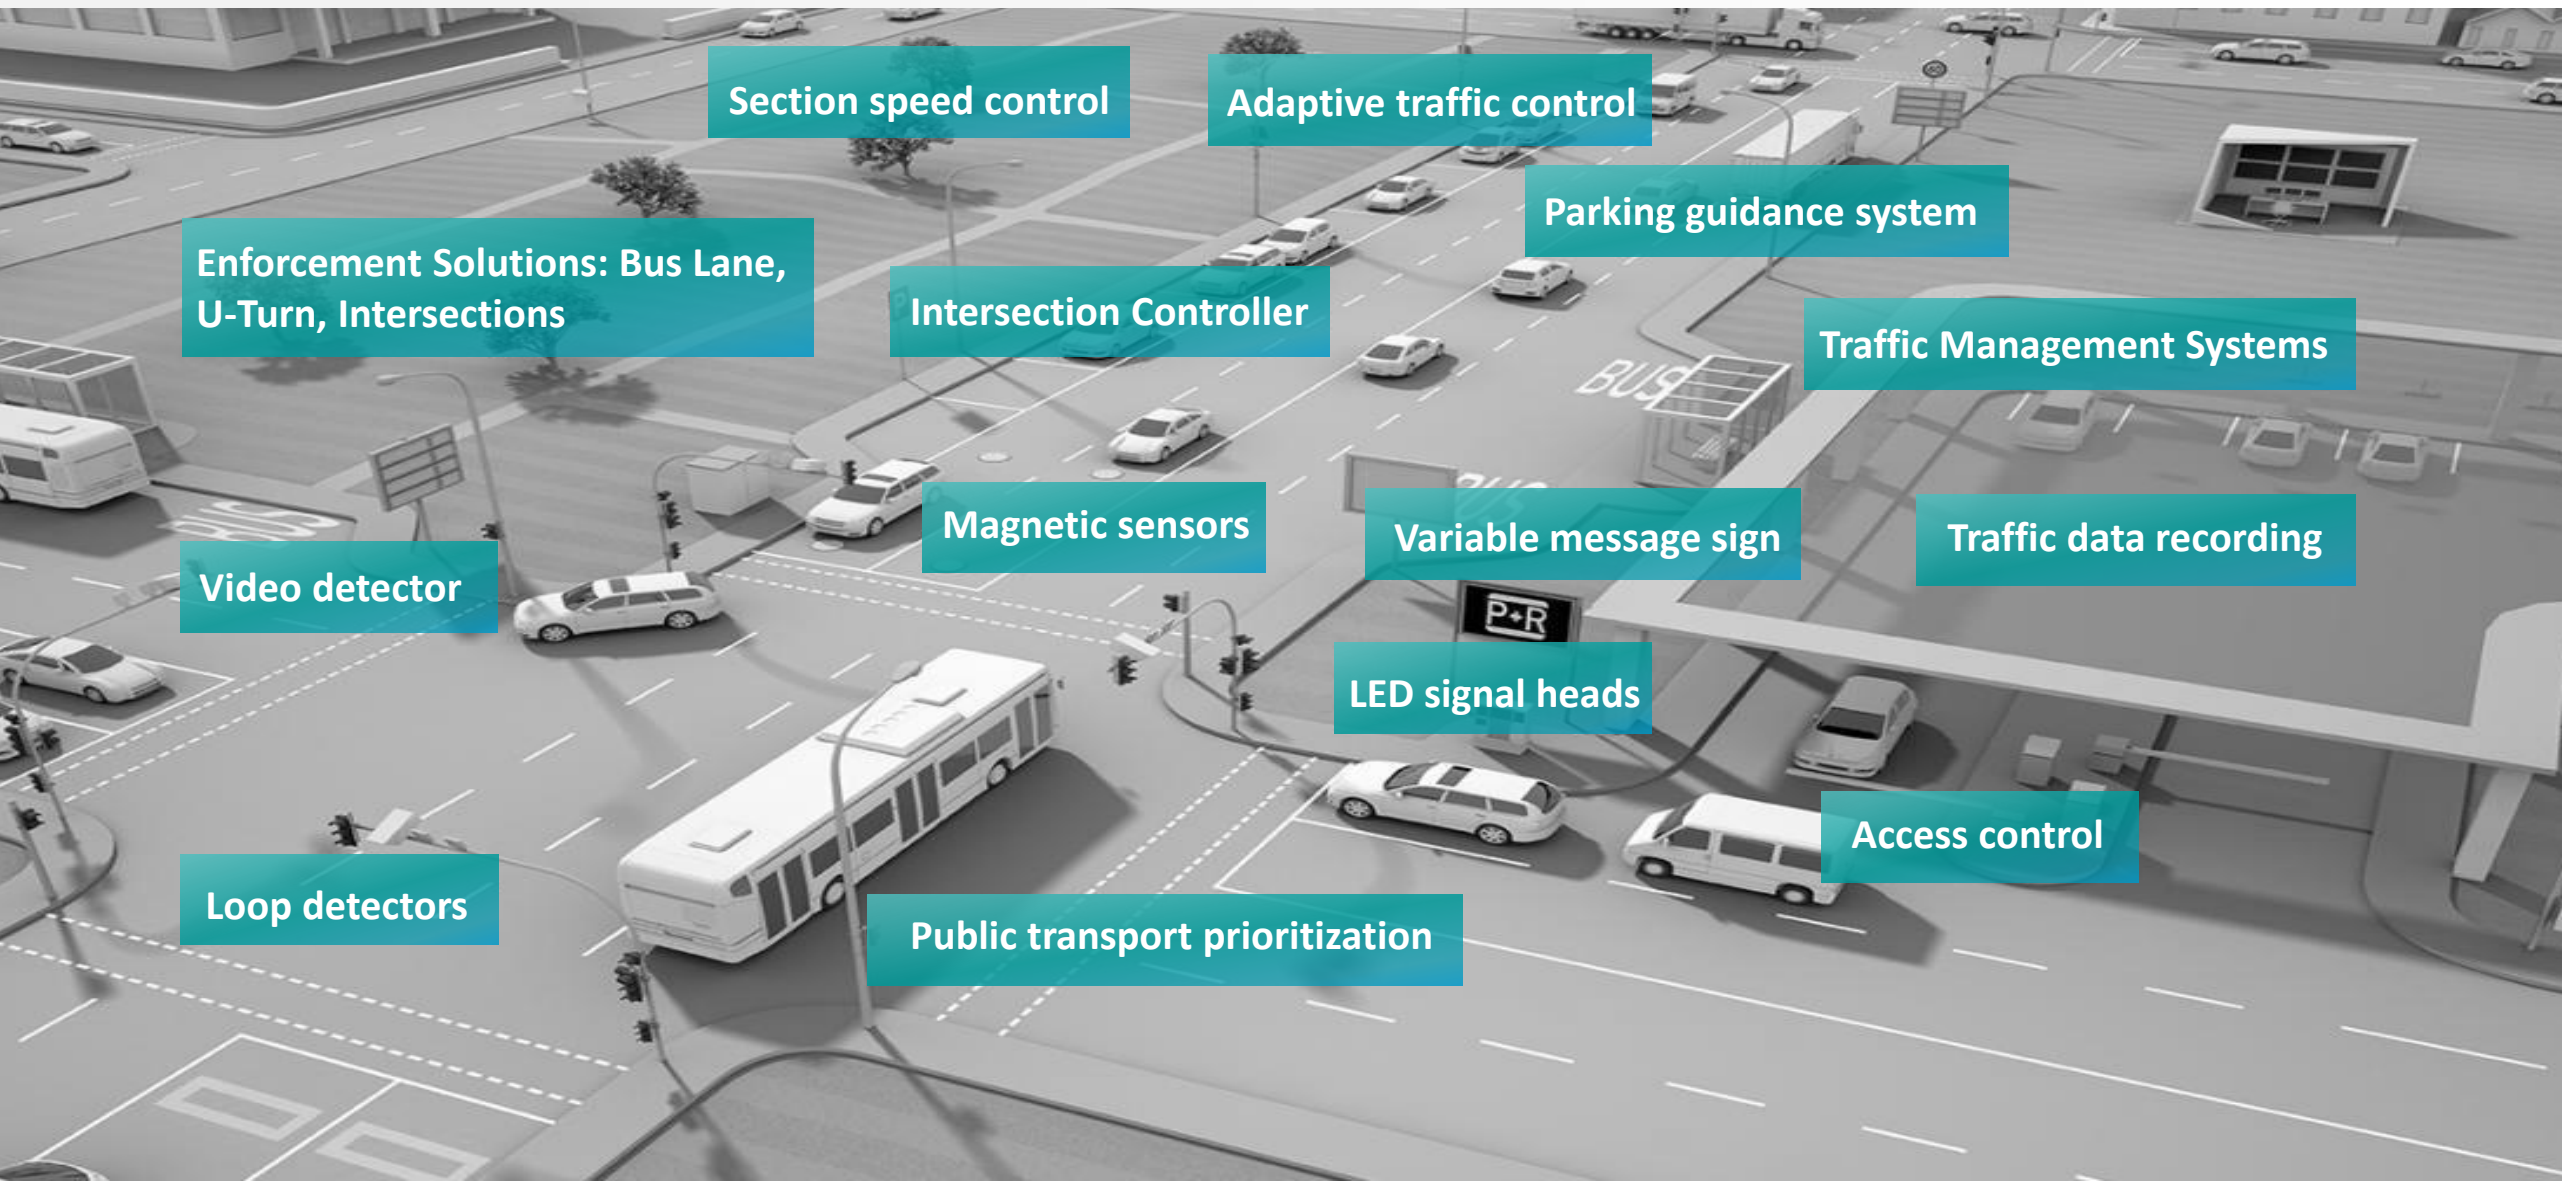 Section speed control
Adaptive traffic control
Parking guidance system
Enforcement Solutions: Bus Lane,
U-Turn, Intersections
Intersection Controller
Traffic Management Systems
BUS
BUS
BUS
Magnetic sensors
Variable message sign
Traffic data recording
Video detector
P+R
LED signal heads
Access control
Loop detectors
Public transport prioritization